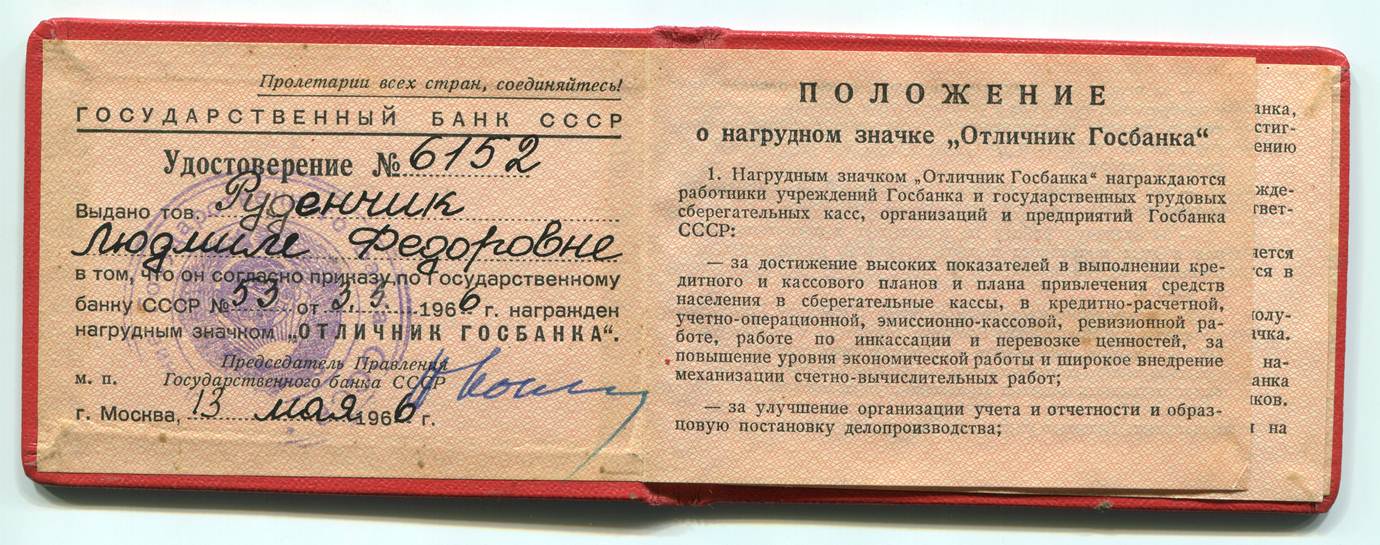 Пролетарии всех стран, соединяйтесь!
ГОСУДАРСТВЕННЫЙ БАНК СССР
Удостоверение № 6152
Выдано тов. Руденчик
Людмиле Федоровне
в том, что он согласно приказу по Государственному
банку СССР № 53 от 3.5. 1966 г. награжден
нагрудным значком „ОТЛИЧНИК ГОСБАНКА“.
Председатель Правления
м. п. Государственного банка СССР
г. Москва, 13 мая 1966 г.
ПОЛОЖЕНИЕ
о нагрудном значке „Отличник Госбанка“
1. Нагрудным значком „Отличник Госбанка“ награждаются
работники учреждений Госбанка и государственных трудовых
сберегательных касс, организаций и предприятий Госбанка
СССР:
— за достижение высоких показателей в выполнении кре-
дитного и кассового планов и плана привлечения средств
населения в сберегательные кассы, в кредитно-расчетной,
учетно-операционной, эмиссионно-кассовой, ревизионной ра-
боте, работе по инкассации и перевозке ценностей, за
повышение уровня экономической работы и широкое внедрение
механизации счетно-вычислительных работ;
— за улучшение организации учета и отчетности и образ-
цовую постановку делопроизводства;